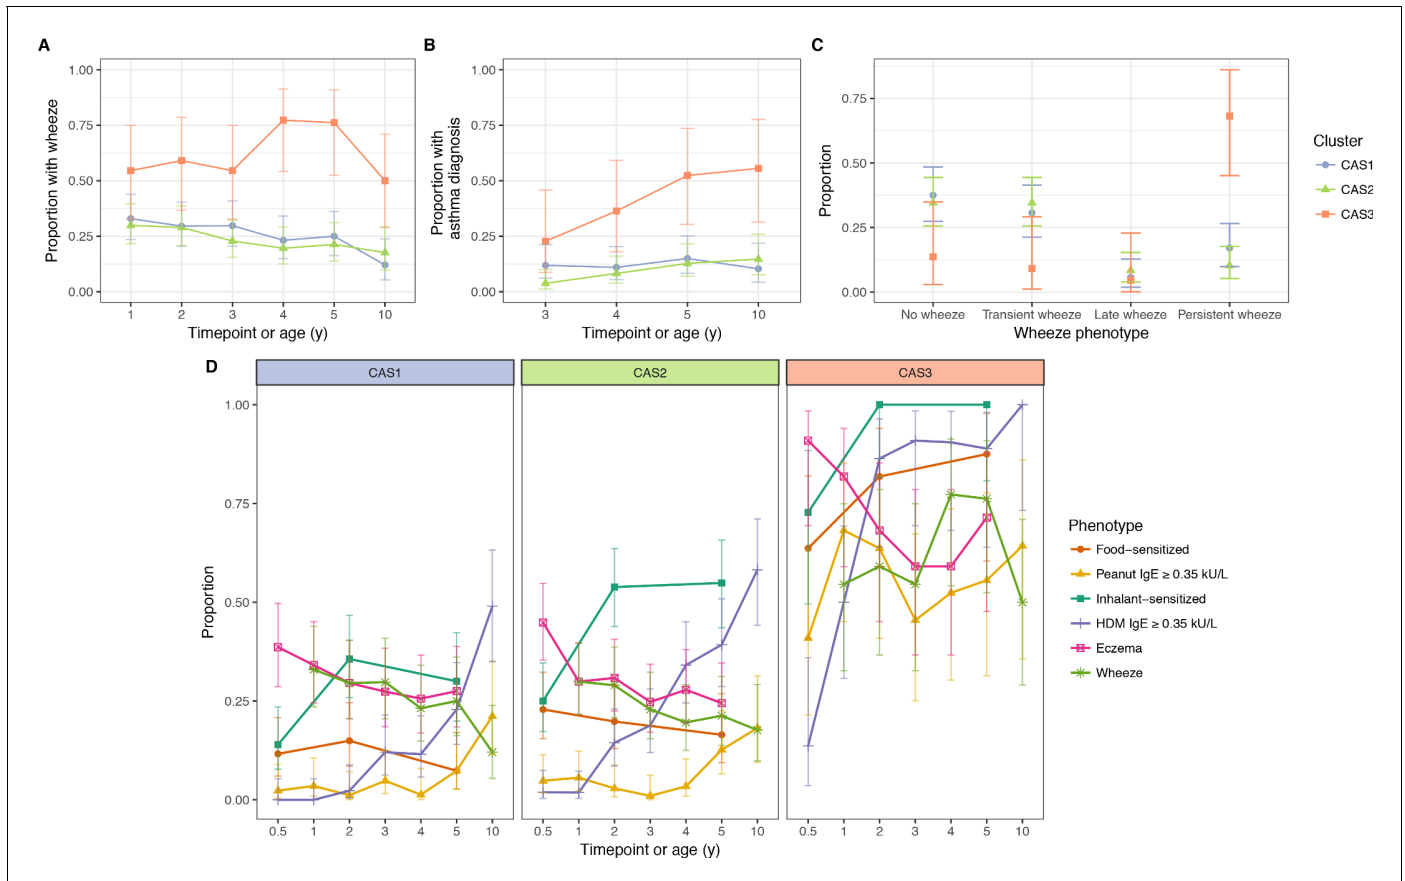 A
B
C
1.00
0.75
0.50
0.25
0.00
Proportion with wheeze
1 2 3 4 5 10
Timepoint or age (y)
1.00
0.75
0.50
0.25
0.00
Proportion with
asthma diagnosis
3 4 5 10
Timepoint or age (y)
0.75
0.50
0.25
0.00
Proportion
No wheeze Transient wheeze Late wheeze Persistent wheeze
Wheeze phenotype
Cluster
CAS1
CAS2
CAS3
D
CAS1 CAS2 CAS3
1.00
0.75
0.50
0.25
0.00
Proportion
0.5 1 2 3 4 5 10
0.5 1 2 3 4 5 10
0.5 1 2 3 4 5 10
Timepoint or age (y)
Phenotype
Food−sensitized
Peanut IgE ≥ 0.35 kU/L
Inhalant−sensitized
HDM IgE ≥ 0.35 kU/L
Eczema
Wheeze